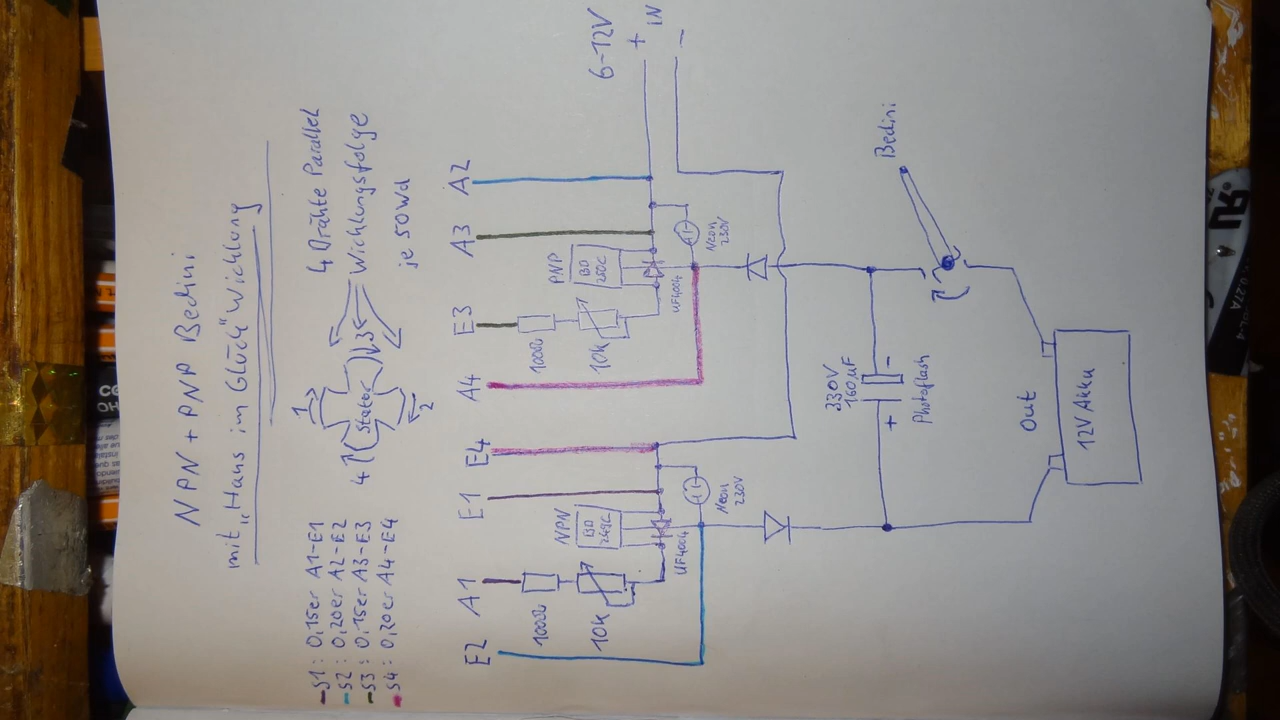 NPN + PNP Bedini
mit „Hans im Glück" Wicklung
S1: 0,15er A1-E1
S2: 0,20er A2-E2
S3: 0,15er A3-E3
S4: 0,20er A4-E4
1
2
3
4
Stator
4 Drähte Parallel
Wicklungsfolge
je 50Wd
E2
A1
E1
E4
A4
E3
A3
A2
6-12V
+
IN
-
100Ω
10k
NPN
BD
249C
UF4004
Neon
230V
100Ω
10k
PNP
BD
250C
UF4004
Neon
230V
330V
160µF
+
-
Photoflash
Bedini
Out
12V Akku